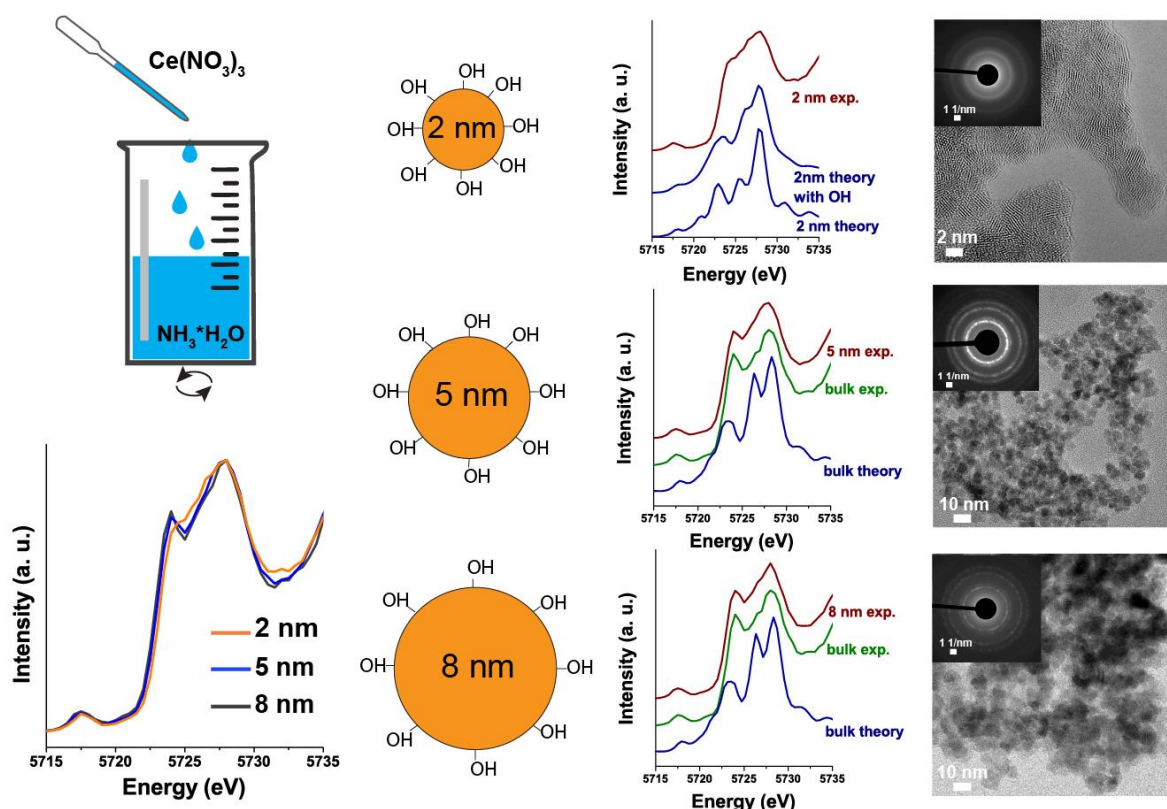 Ce(NO3)3
NH3*H2O
Intensity (a. u.)
2 nm
5 nm
8 nm
5715 5720 5725 5730 5735
Energy (eV)
OH
OH
OH
OH
OH
OH
OH
OH
2 nm
OH
OH
OH
OH
OH
OH
OH
OH
5 nm
OH
OH
OH
OH
OH
OH
OH
OH
8 nm
Intensity (a. u.)
2 nm exp.
2nm theory
with OH
2 nm theory
5715 5720 5725 5730 5735
Energy (eV)
Intensity (a. u.)
5 nm exp.
bulk exp.
bulk theory
5715 5720 5725 5730 5735
Energy (eV)
Intensity (a. u.)
8 nm exp.
bulk exp.
bulk theory
5715 5720 5725 5730 5735
Energy (eV)
1 1/nm
2 nm
1 1/nm
10 nm
1 1/nm
10 nm